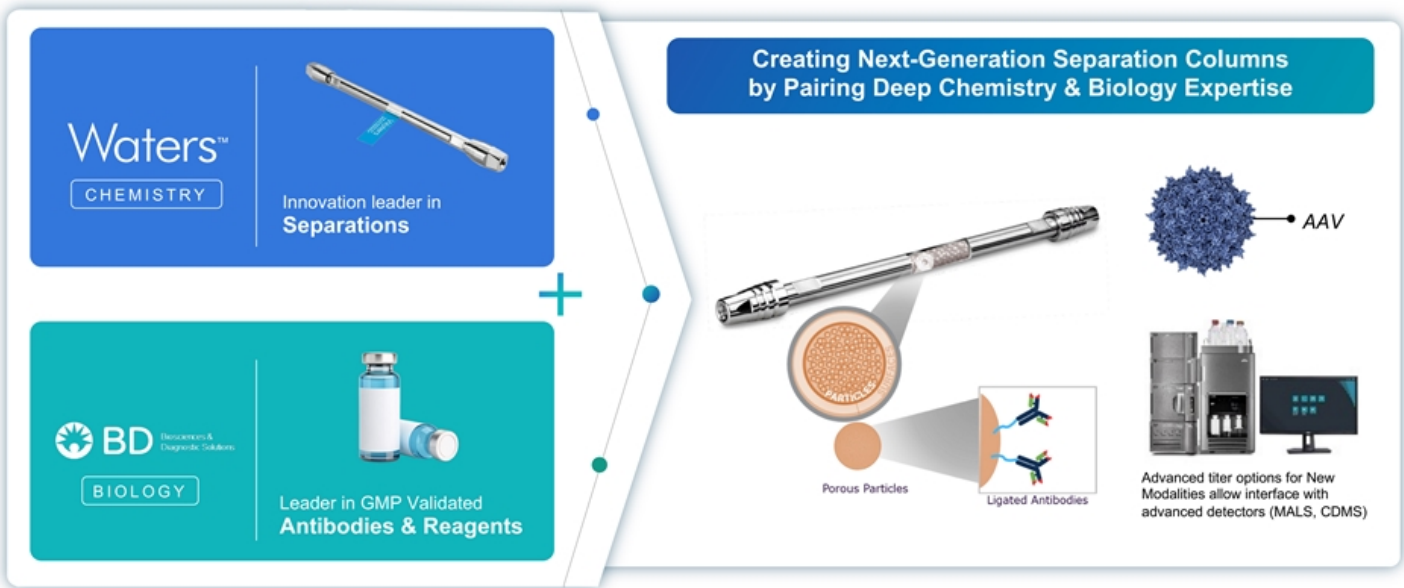 Waters™
CHEMISTRY
Innovation leader in
Separations
BD
Biosciences &
Diagnostic Solutions
BIOLOGY
Leader in GMP Validated
Antibodies & Reagents
Creating Next-Generation Separation Columns
by Pairing Deep Chemistry & Biology Expertise
AAV
PARTICLES
Porous Particles
Ligated Antibodies
Advanced titer options for New
Modalities allow interface with
advanced detectors (MALS, CDMS)